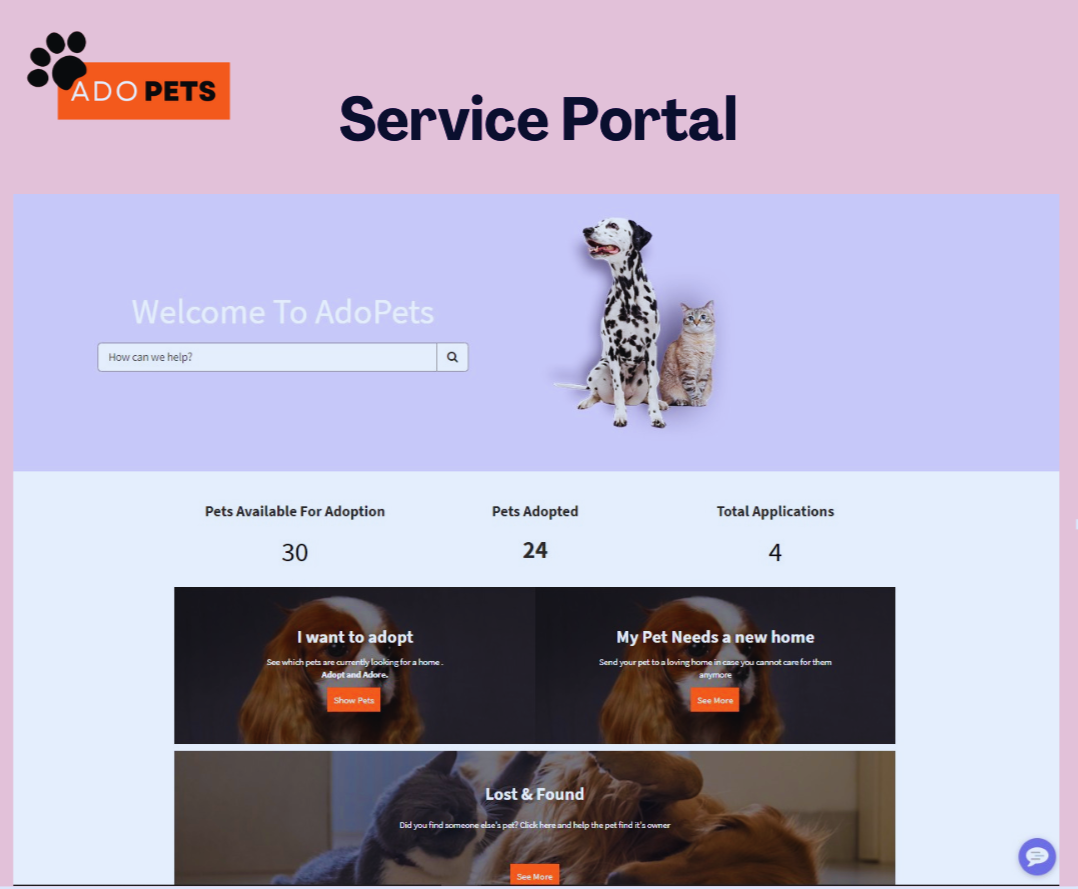 ADO PETS
Service Portal
Welcome To AdoPets
How can we help?
Pets Available For Adoption
30
Pets Adopted
24
Total Applications
4
I want to adopt
See which pets are currently looking for a home .
Adopt and Adore.
Show Pets
My Pet Needs a new home
Send your pet to a loving home in case you cannot care for them
anymore
See More
Lost & Found
Did you find someone else's pet? Click here and help the pet find it's owner
See More